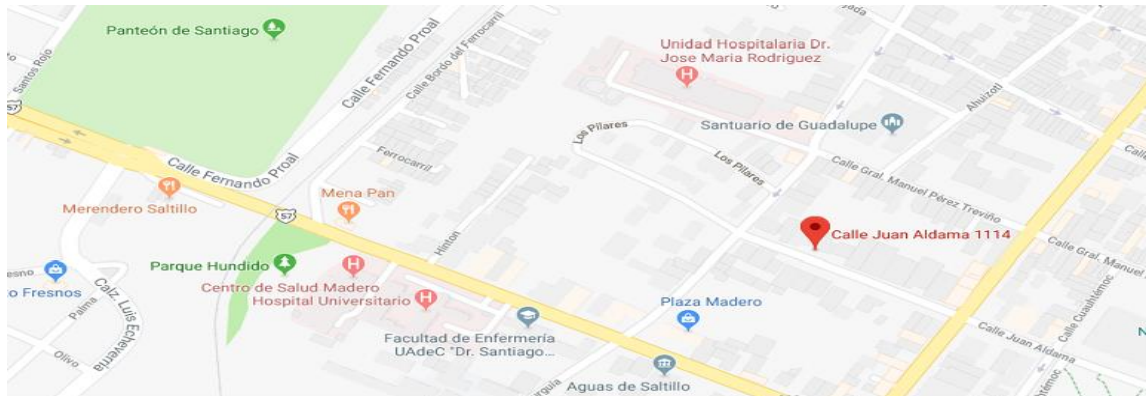 Panteón de Santiago
Santos Rojo
57
Calle Fernando Proal
Calle Bordo del Ferrocarril
Unidad Hospitalaria Dr.
Jose Maria Rodriguez
Ahuizotl
Los Pilares
Santuario de Guadalupe
Los Pilares
Ferrocarril
Calle Fernando Proal
Calle Gral. Manuel Pérez Treviño
Merendero Saltillo
Mena Pan
57
Hinton
Calle Juan Aldama 1114
Calle Gral. Manuel
Parque Hundido
Centro de Salud Madero
Hospital Universitario
o Fresnos
Palma
Calz. Luis Echeverría
Plaza Madero
Calle Cuauhtémoc
Calle Juan Aldama
Olivo
Facultad de Enfermería
UAdeC "Dr. Santiago...
Aguas de Saltillo